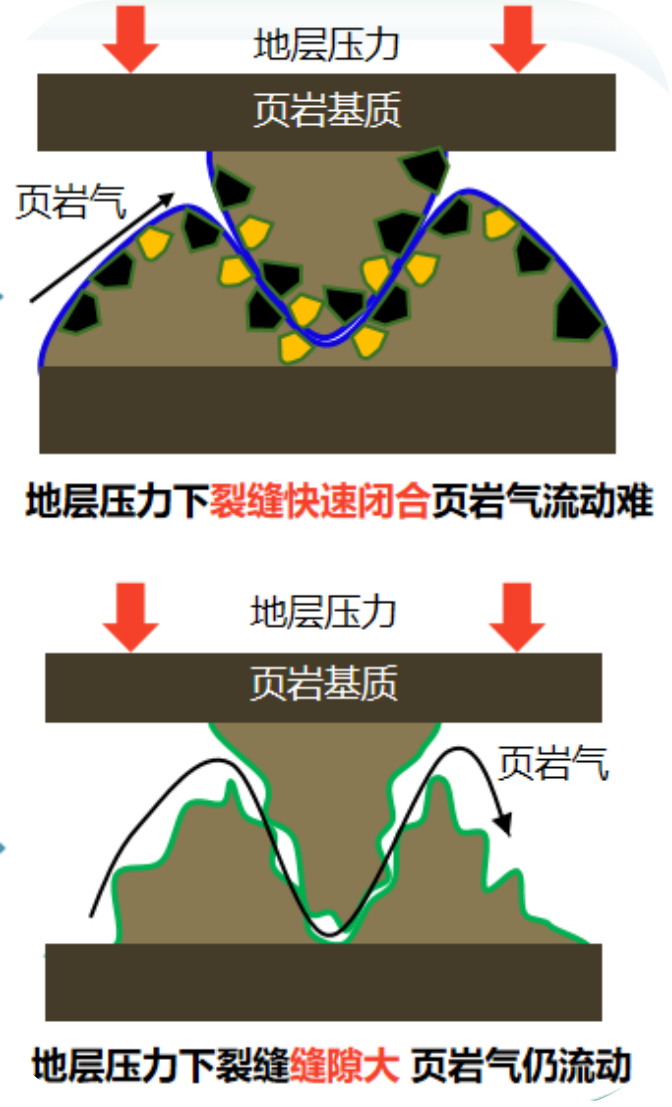 地层压力
页岩基质
页岩气
地层压力下裂缝快速闭合页岩气流动难
地层压力
页岩基质
页岩气
地层压力下裂缝缝隙大 页岩气仍流动